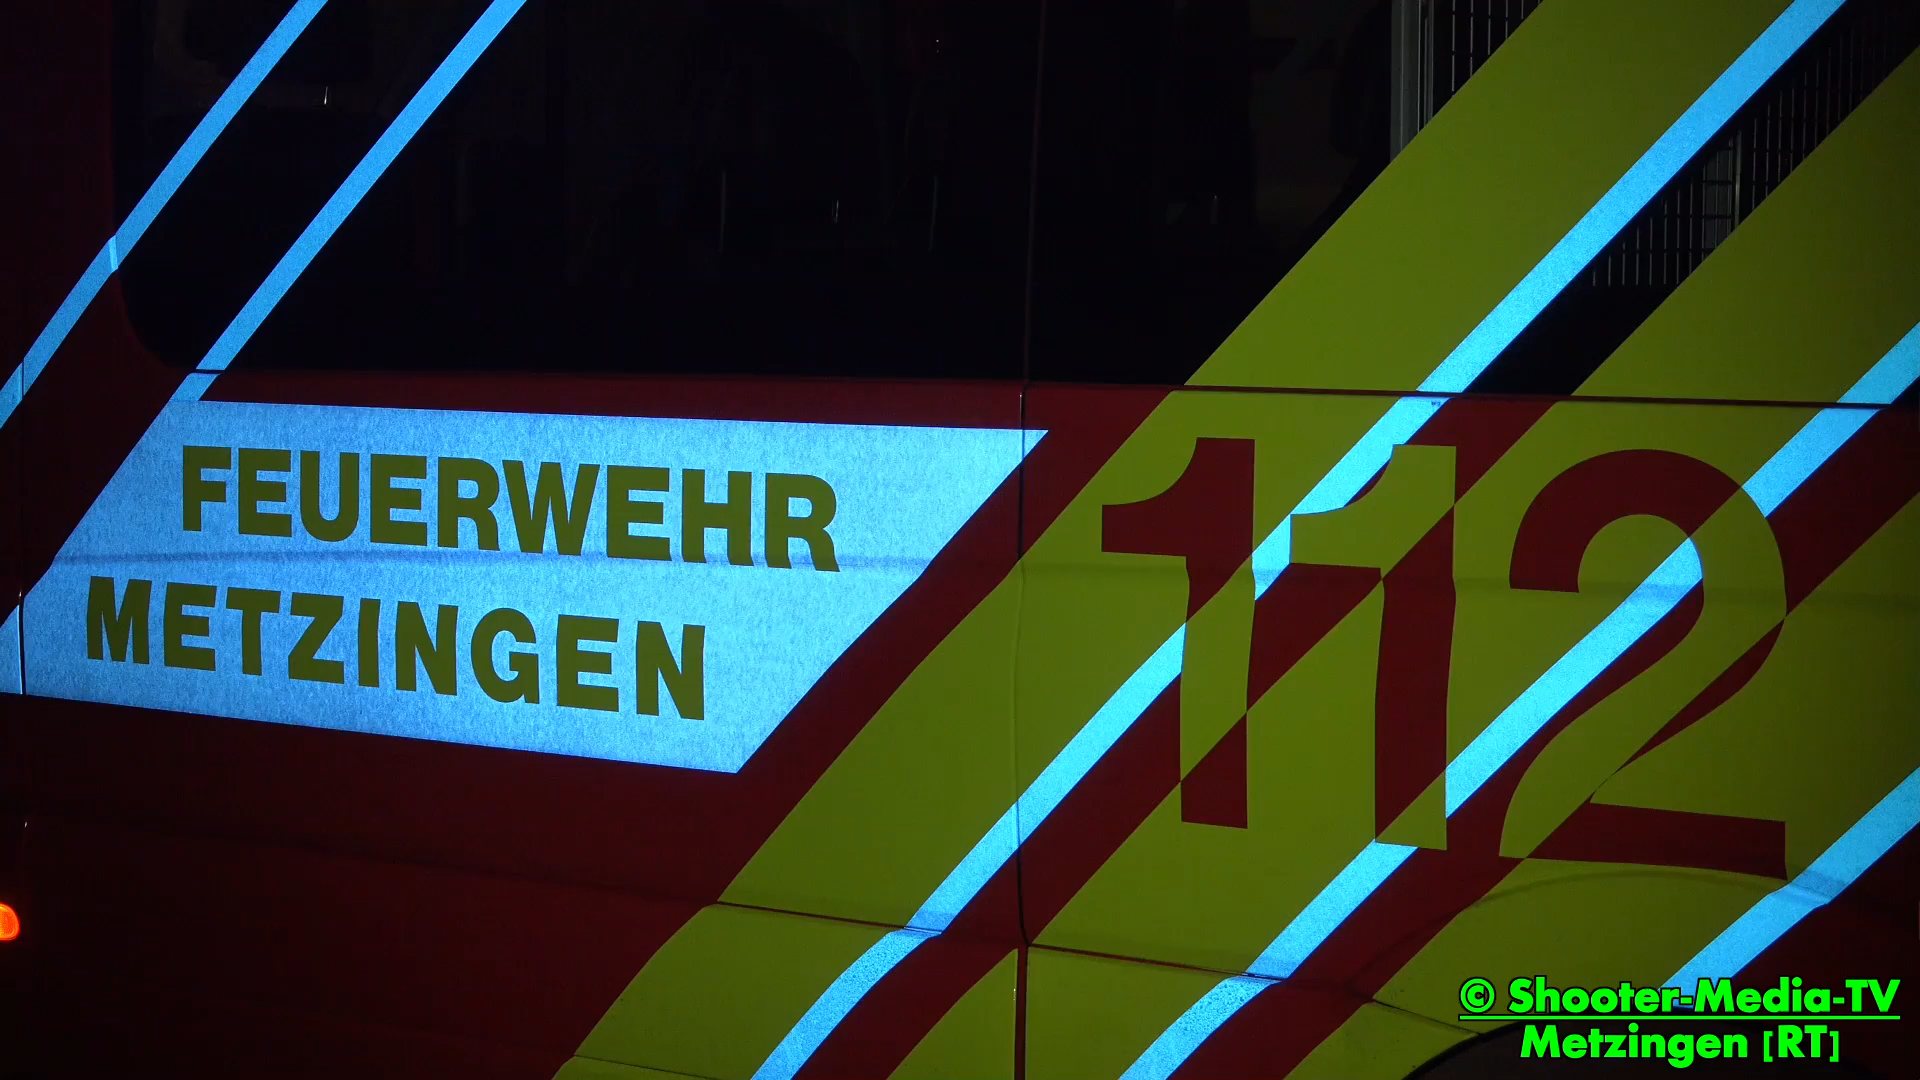 FEUERWEHR
METZINGEN
112
© Shooter-Media-TV
Metzingen [RT]